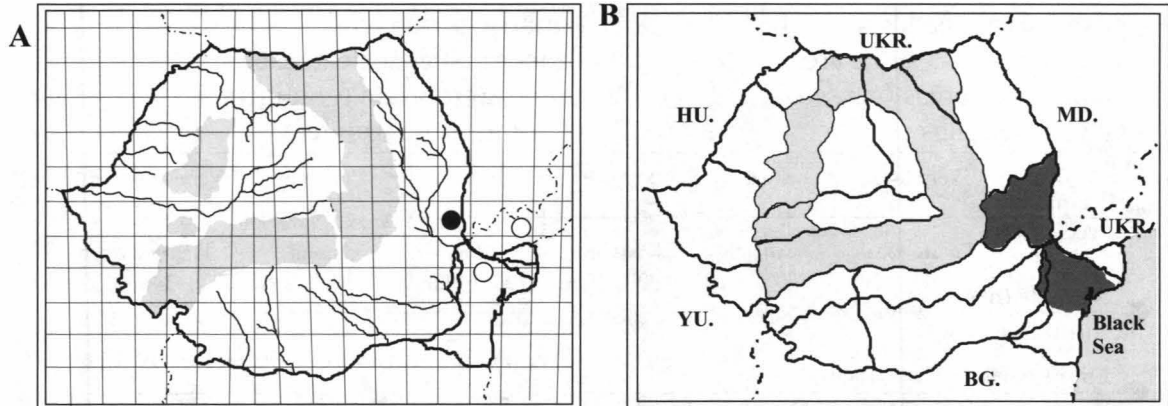 A
B
UKR.
HU.
MD.
UKR.
YU.
Black
Sea
BG.